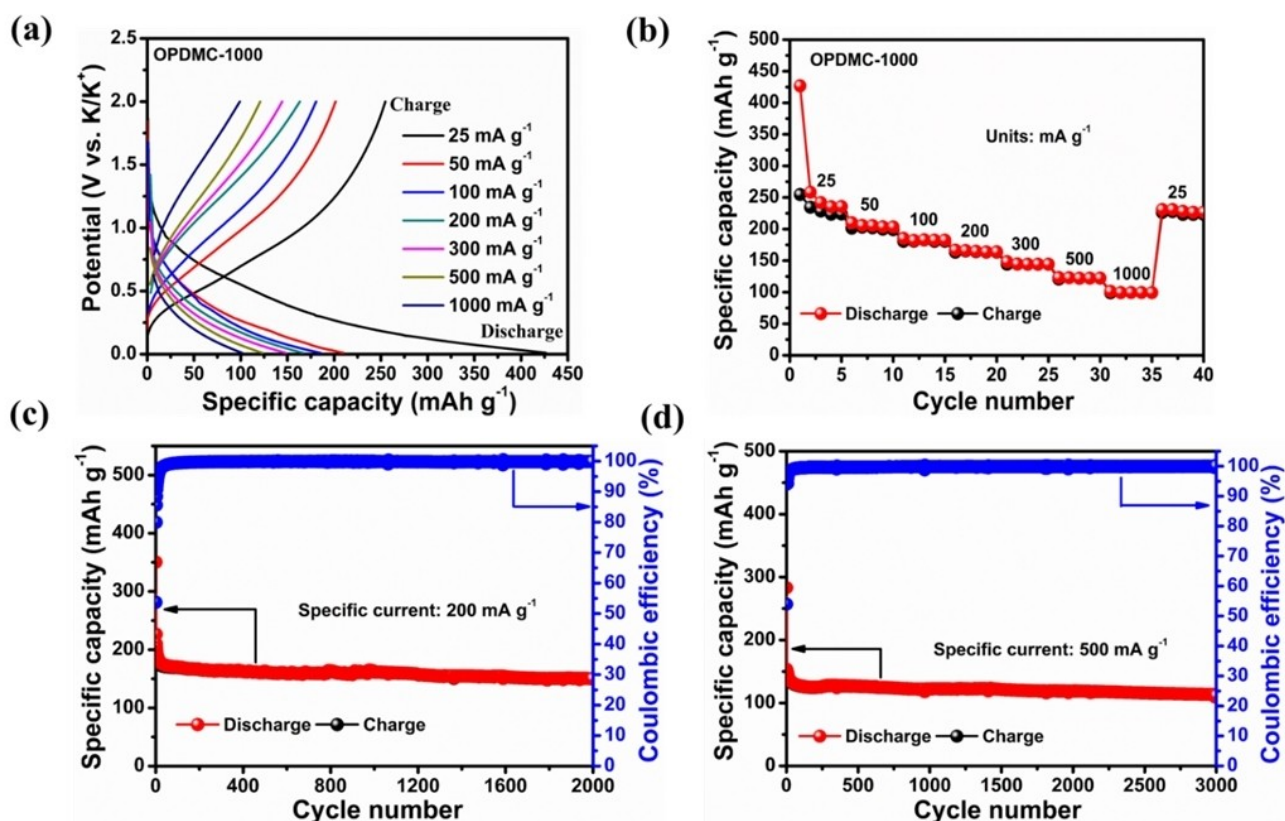 (a)
OPDMC-1000
Potential (V vs. K/K⁺)
2.5
2.0
1.5
1.0
0.5
0.0
Charge
25 mA g⁻¹
50 mA g⁻¹
100 mA g⁻¹
200 mA g⁻¹
300 mA g⁻¹
500 mA g⁻¹
1000 mA g⁻¹
Discharge
0 50 100 150 200 250 300 350 400 450
Specific capacity (mAh g⁻¹)
(b)
OPDMC-1000
Specific capacity (mAh g⁻¹)
500
450
400
350
300
250
200
150
100
50
0
Units: mA g⁻¹
25
50
100
200
300
500
1000
25
Discharge Charge
0 5 10 15 20 25 30 35 40
Cycle number
(c)
Specific capacity (mAh g⁻¹)
500
400
300
200
100
0
Specific current: 200 mA g⁻¹
Discharge Charge
0 400 800 1200 1600 2000
Cycle number
100
90
80
70
60
50
40
30
20
10
0
Coulombic efficiency (%)
(d)
Specific capacity (mAh g⁻¹)
500
400
300
200
100
0
Specific current: 500 mA g⁻¹
Discharge Charge
0 500 1000 1500 2000 2500 3000
Cycle number
100
90
80
70
60
50
40
30
20
10
0
Coulombic efficiency (%)